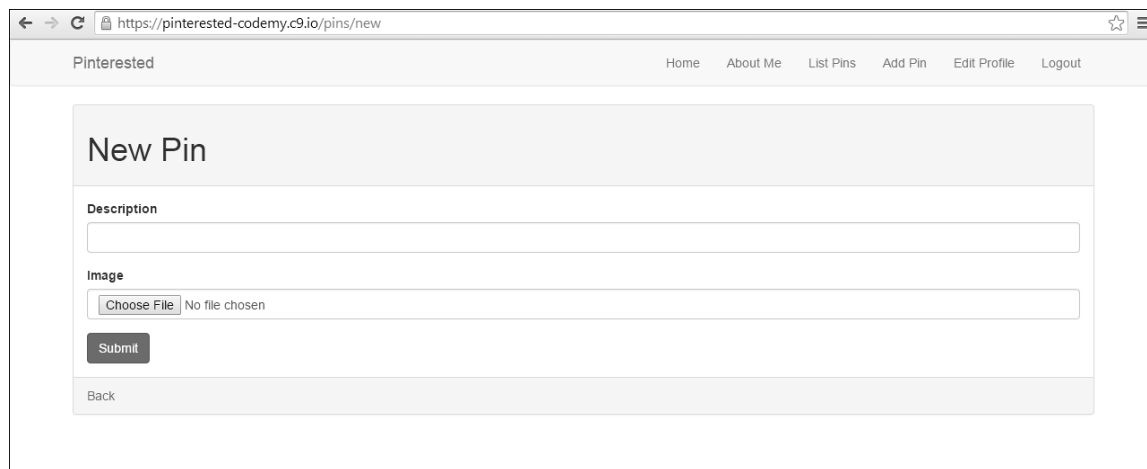 https://pinterested-codemy.c9.io/pins/new
Pinterested Home About Me List Pins Add Pin Edit Profile Logout
New Pin
Description
Image
Choose File No file chosen
Submit
Back